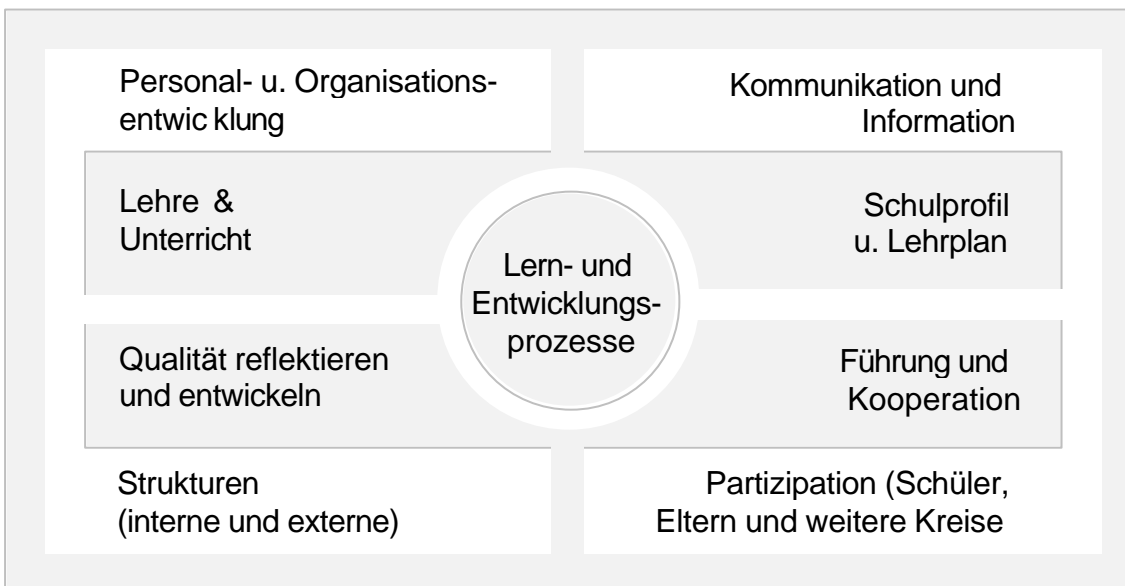 Personal- u. Organisations-
entwic klung
Kommunikation und
Information
Lehre &
Unterricht
Schulprofil
u. Lehrplan
Lern- und
Entwicklungs-
prozesse
Qualität reflektieren
und entwickeln
Führung und
Kooperation
Strukturen
(interne und externe)
Partizipation (Schüler,
Eltern und weitere Kreise